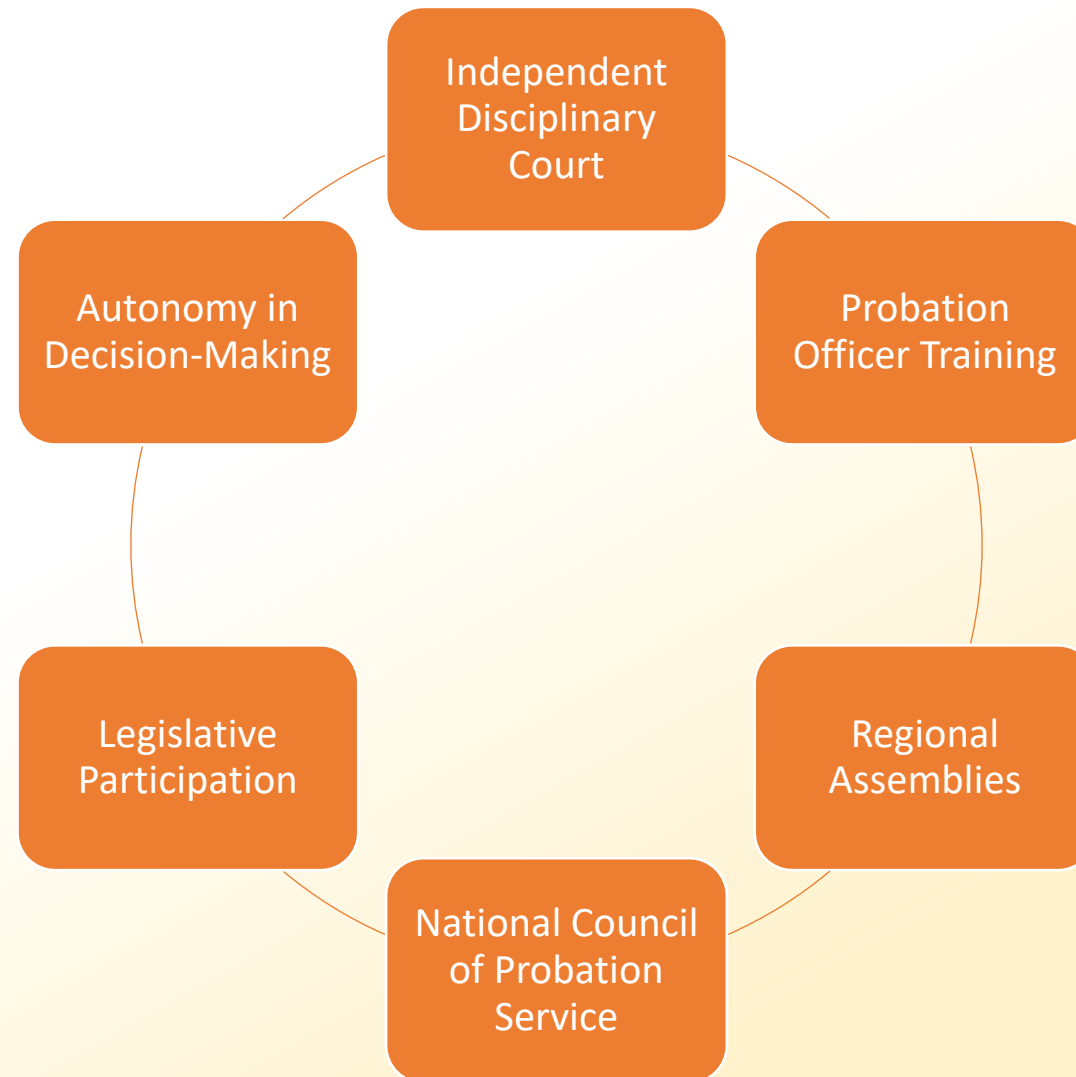 Independent
Disciplinary
Court
Probation
Officer Training
Regional
Assemblies
National Council
of Probation
Service
Legislative
Participation
Autonomy in
Decision-Making